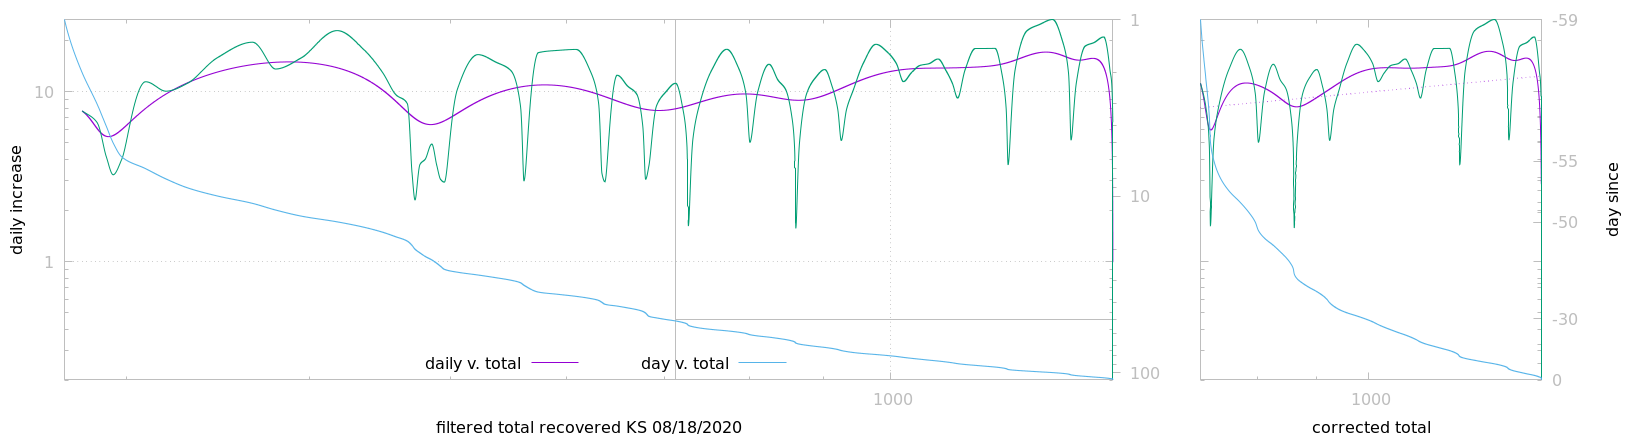 1
-59
10
daily increase
-55
day since
10
-50
1
-30
daily v. total
day v. total
100
0
1000
1000
filtered total recovered KS 08/18/2020
corrected total